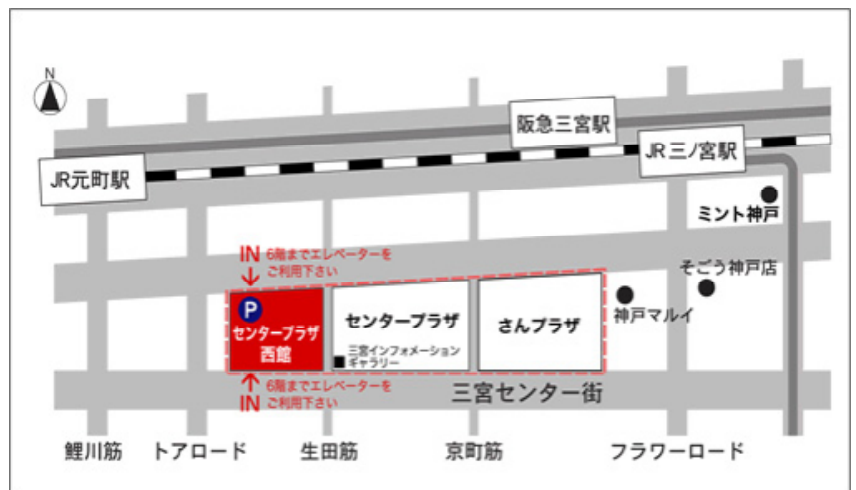 N
阪急三宮駅
JR三ノ宮駅
JR元町駅
ミント神戸
IN 6階までエレベーターを
ご利用下さい
そごう神戸店
P
センタープラザ
西館
センタープラザ
三宮インフォメーション
ギャラリー
さんプラザ
神戸マルイ
6階までエレベーターを
IN ご利用下さい
三宮センター街
鯉川筋
トアロード
生田筋
京町筋
フラワーロード